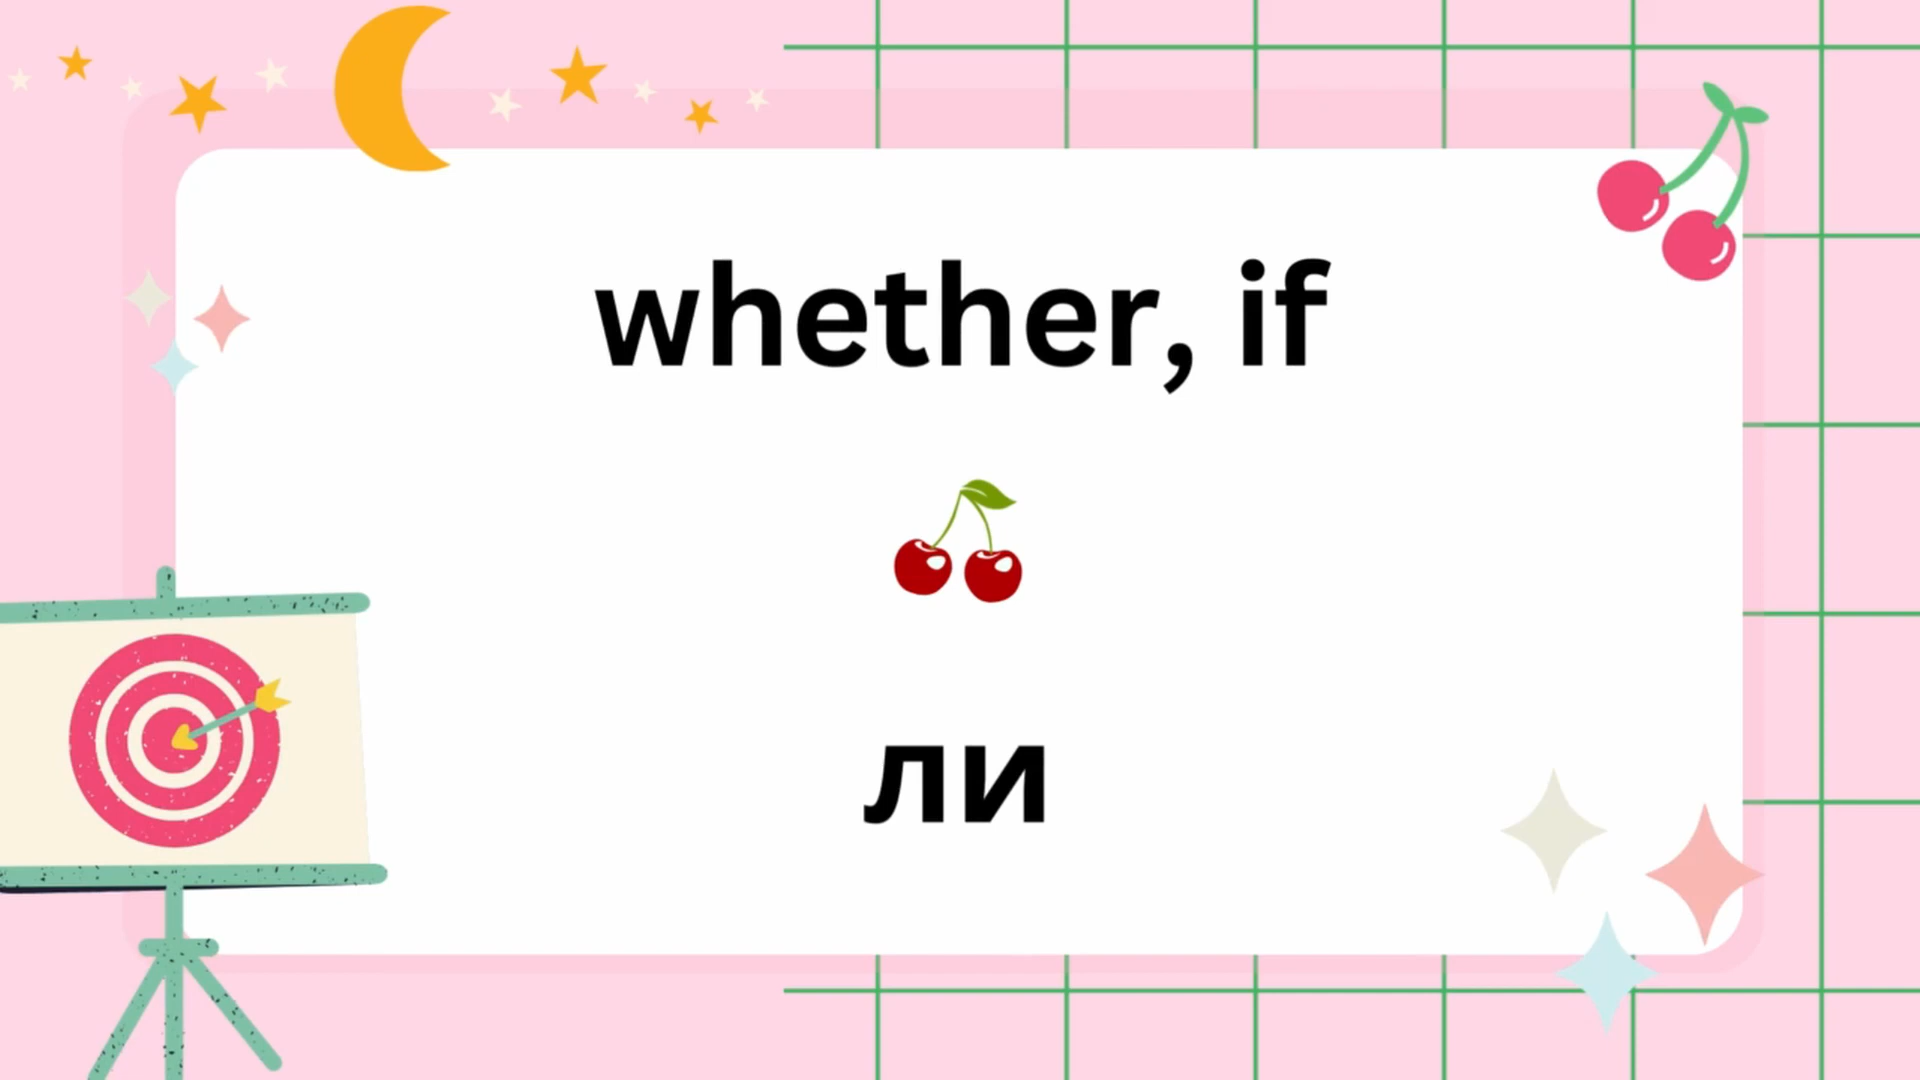 whether, if
ли